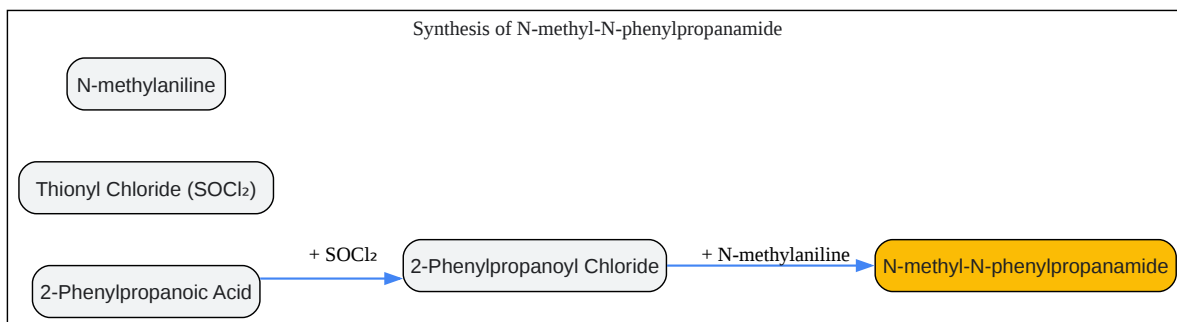 Synthesis of N-methyl-N-phenylpropanamide
N-methylaniline
Thionyl Chloride (SOCl₂)
2-Phenylpropanoic Acid
+ SOCl₂
2-Phenylpropanoyl Chloride
+ N-methylaniline
N-methyl-N-phenylpropanamide